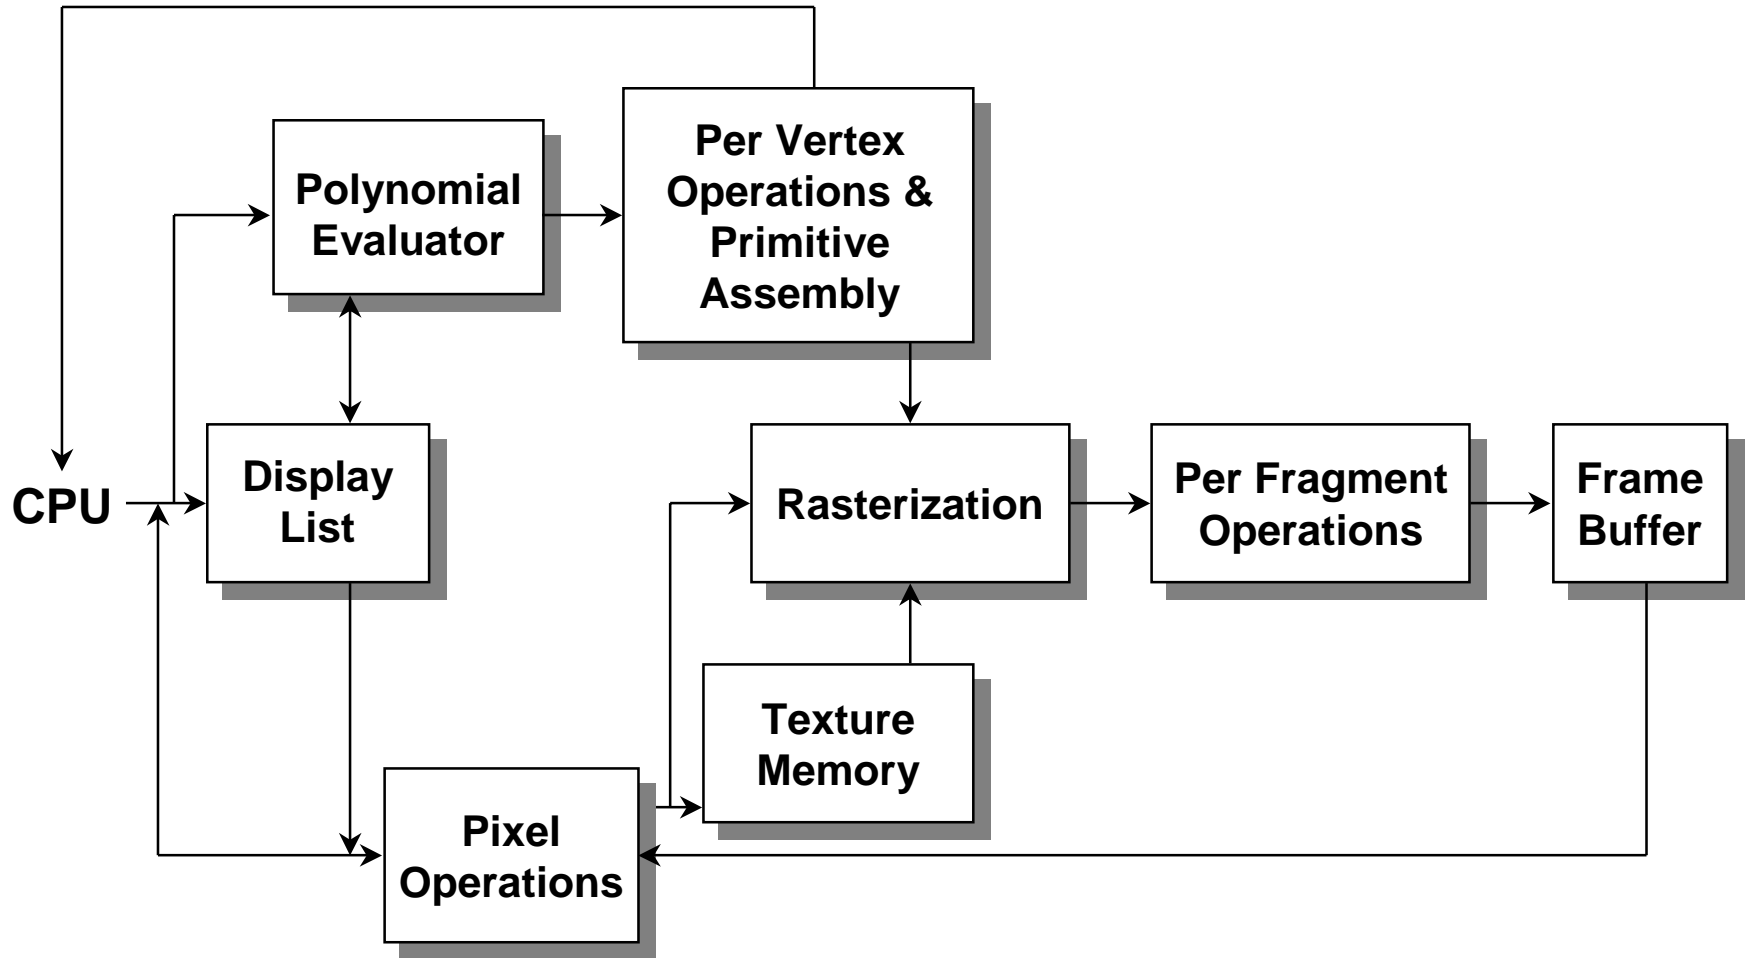 Per Vertex
Operations &
Primitive
Assembly
Polynomial
Evaluator
CPU
Display
List
Rasterization
Per Fragment
Operations
Frame
Buffer
Texture
Memory
Pixel
Operations